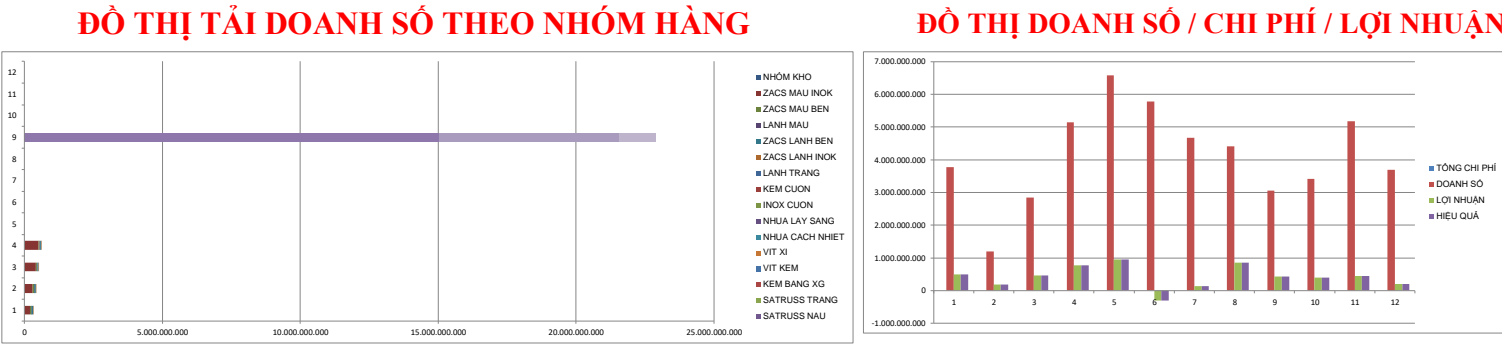 ĐỒ THỊ TẢI DOANH SỐ THEO NHÓM HÀNG
12
11
10
9
8
7
6
5
4
3
2
1
0
5.000.000.000
10.000.000.000
15.000.000.000
20.000.000.000
25.000.000.000
NHÓM KHO
ZACS MAU INOK
ZACS MAU BEN
LANH MAU
ZACS LANH BEN
ZACS LANH INOK
LANH TRANG
KEM CUON
INOX CUON
NHUA LAY SANG
NHUA CACH NHIET
VIT XI
VIT KEM
KEM BANG XG
SATRUSS TRANG
SATRUSS NAU
ĐỒ THỊ DOANH SỐ / CHI PHÍ / LỢI NHUẬN
7.000.000.000
6.000.000.000
5.000.000.000
4.000.000.000
3.000.000.000
2.000.000.000
1.000.000.000
0
-1.000.000.000
1 2 3 4 5 6 7 8 9 10 11 12
TỔNG CHI PHÍ
DOANH SỐ
LỢI NHUẬN
HIỆU QUẢ